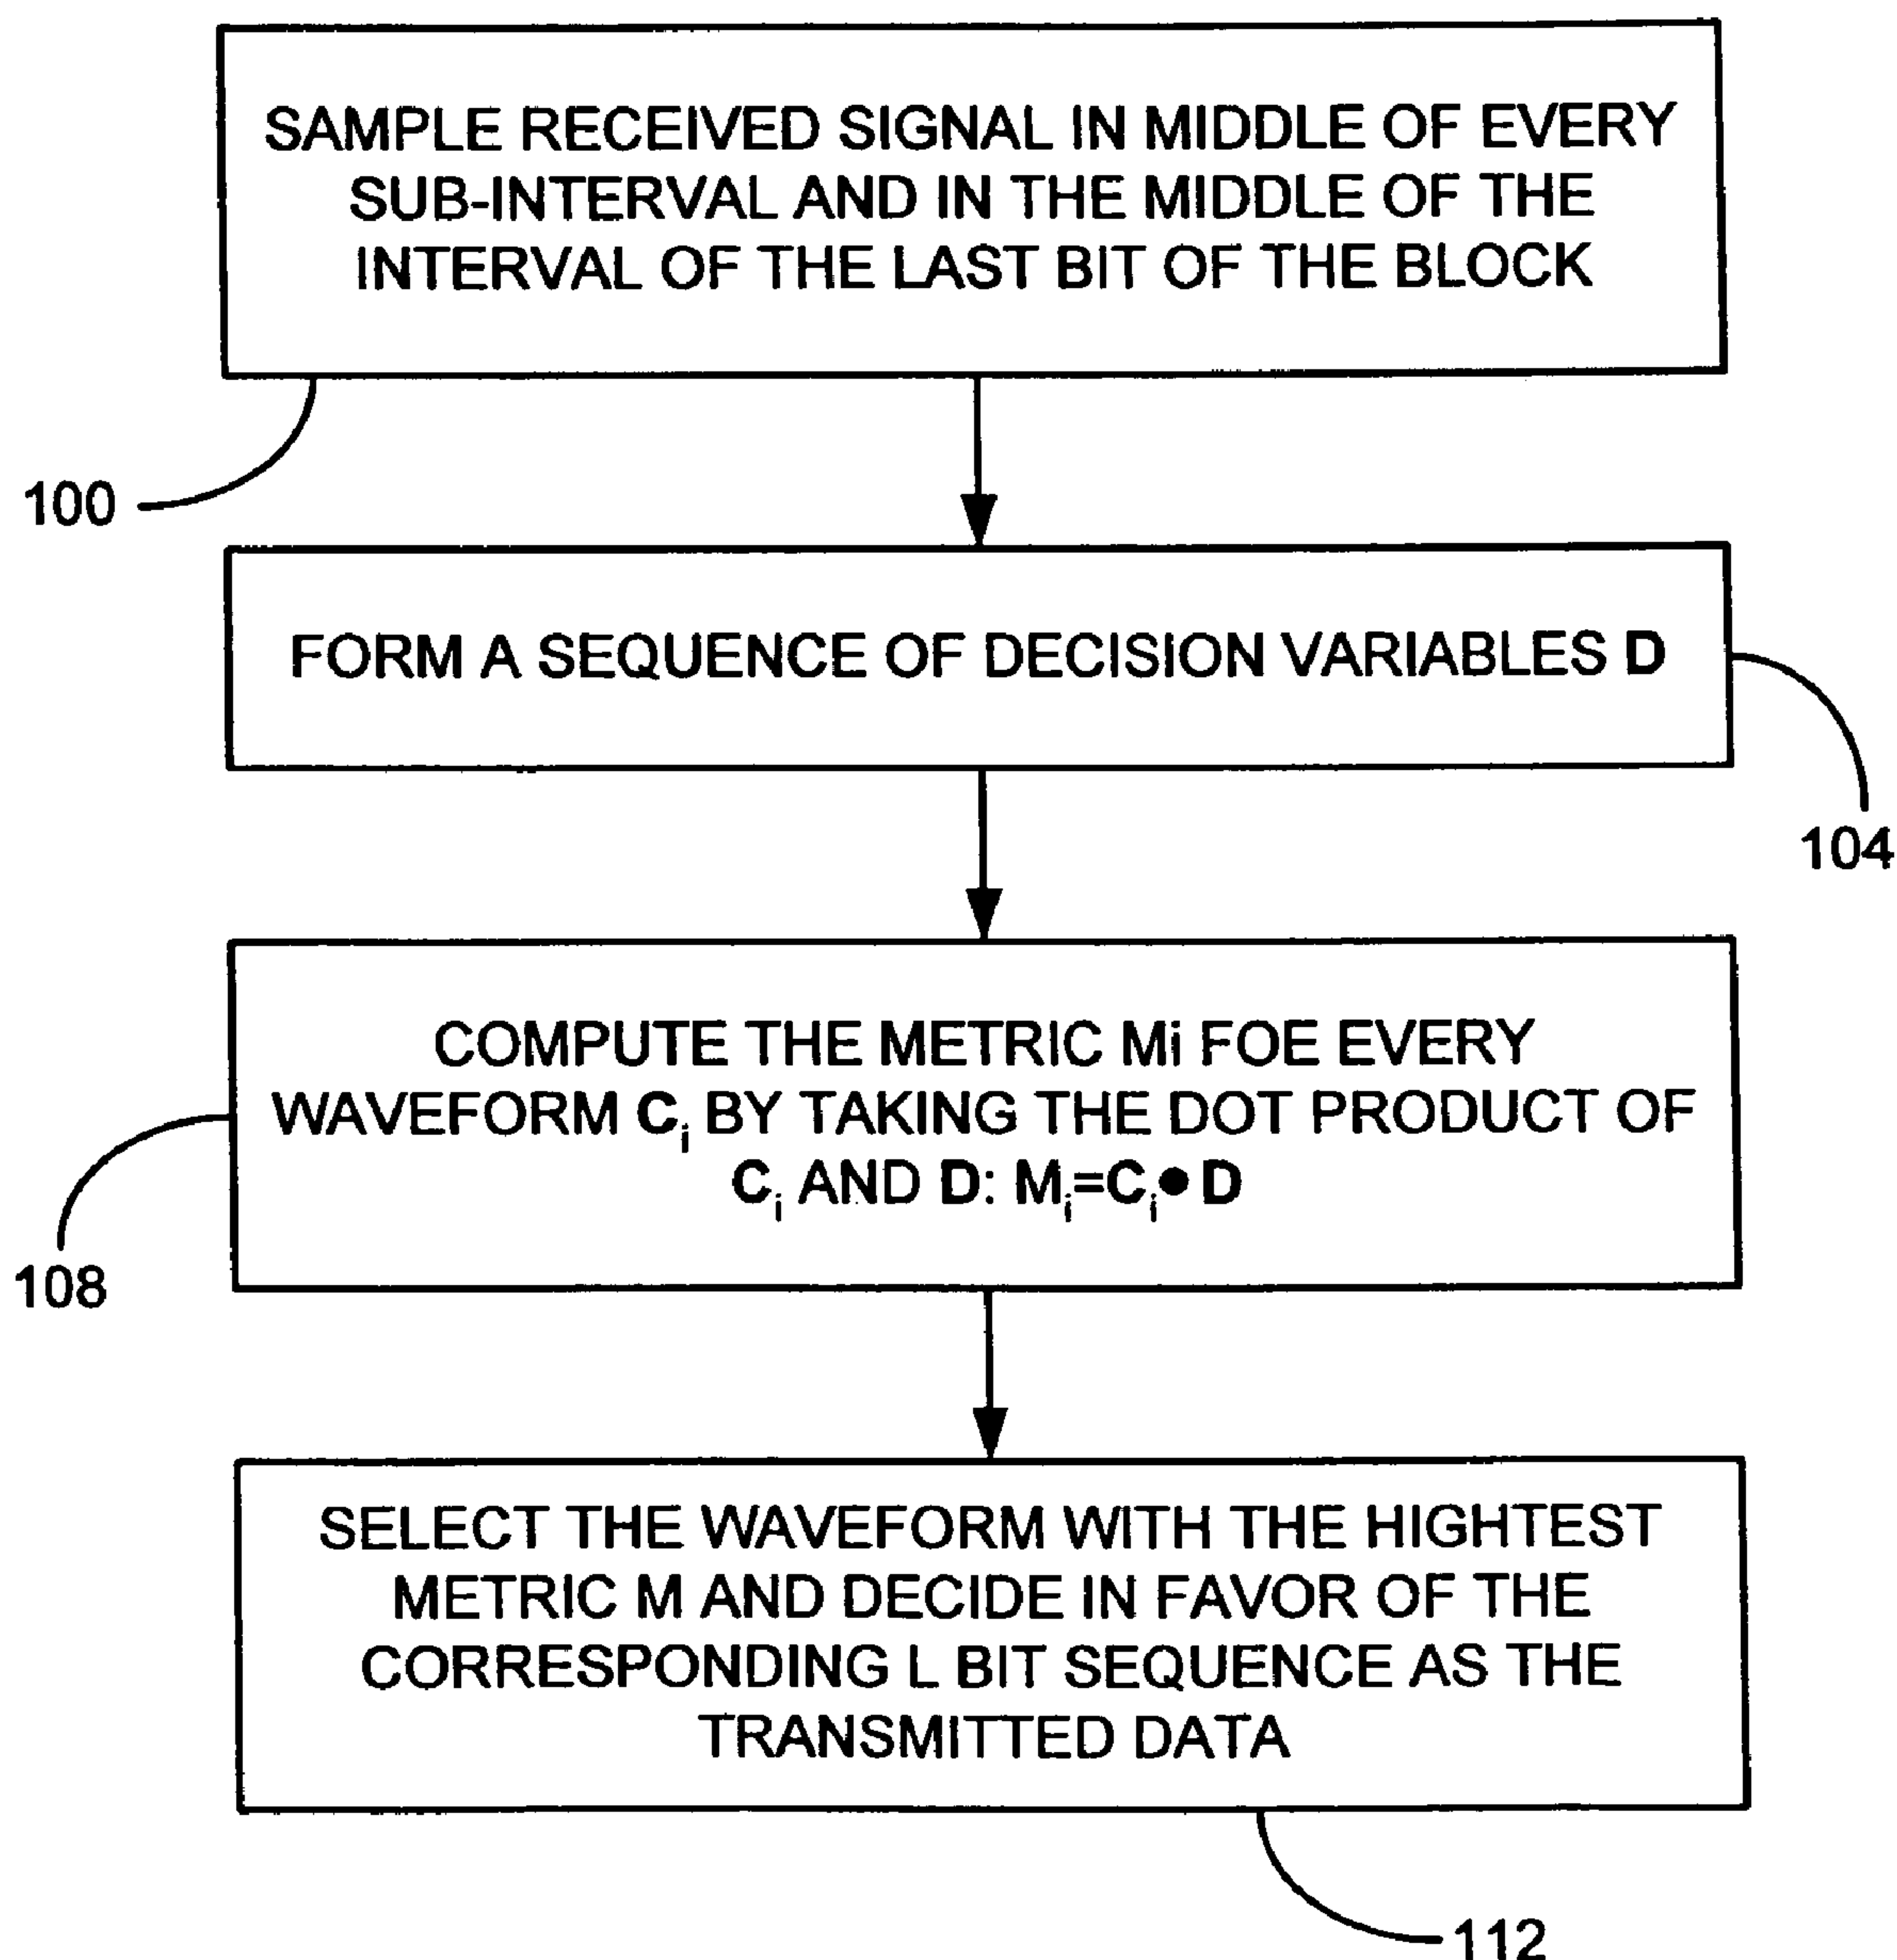 SAMPLE RECEIVED SIGNAL IN MIDDLE OF EVERY
SUB-INTERVAL AND IN THE MIDDLE OF THE
INTERVAL OF THE LAST BIT OF THE BLOCK
100
FORM A SEQUENCE OF DECISION VARIABLES D
104
COMPUTE THE METRIC Mi FOE EVERY
WAVEFORM Ci BY TAKING THE DOT PRODUCT OF
Ci AND D: Mi=Ci● D
108
SELECT THE WAVEFORM WITH THE HIGHTEST
METRIC M AND DECIDE IN FAVOR OF THE
CORRESPONDING L BIT SEQUENCE AS THE
TRANSMITTED DATA
112